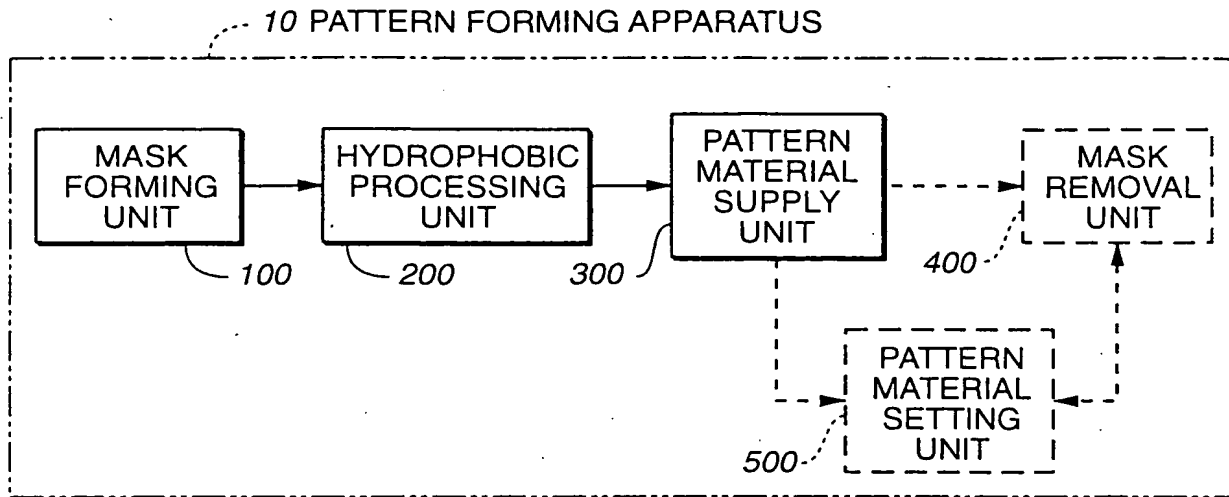 10 PATTERN FORMING APPARATUS
MASK
FORMING
UNIT
100
HYDROPHOBIC
PROCESSING
UNIT
200
PATTERN
MATERIAL
SUPPLY
UNIT
300
MASK
REMOVAL
UNIT
400
PATTERN
MATERIAL
SETTING
UNIT
500